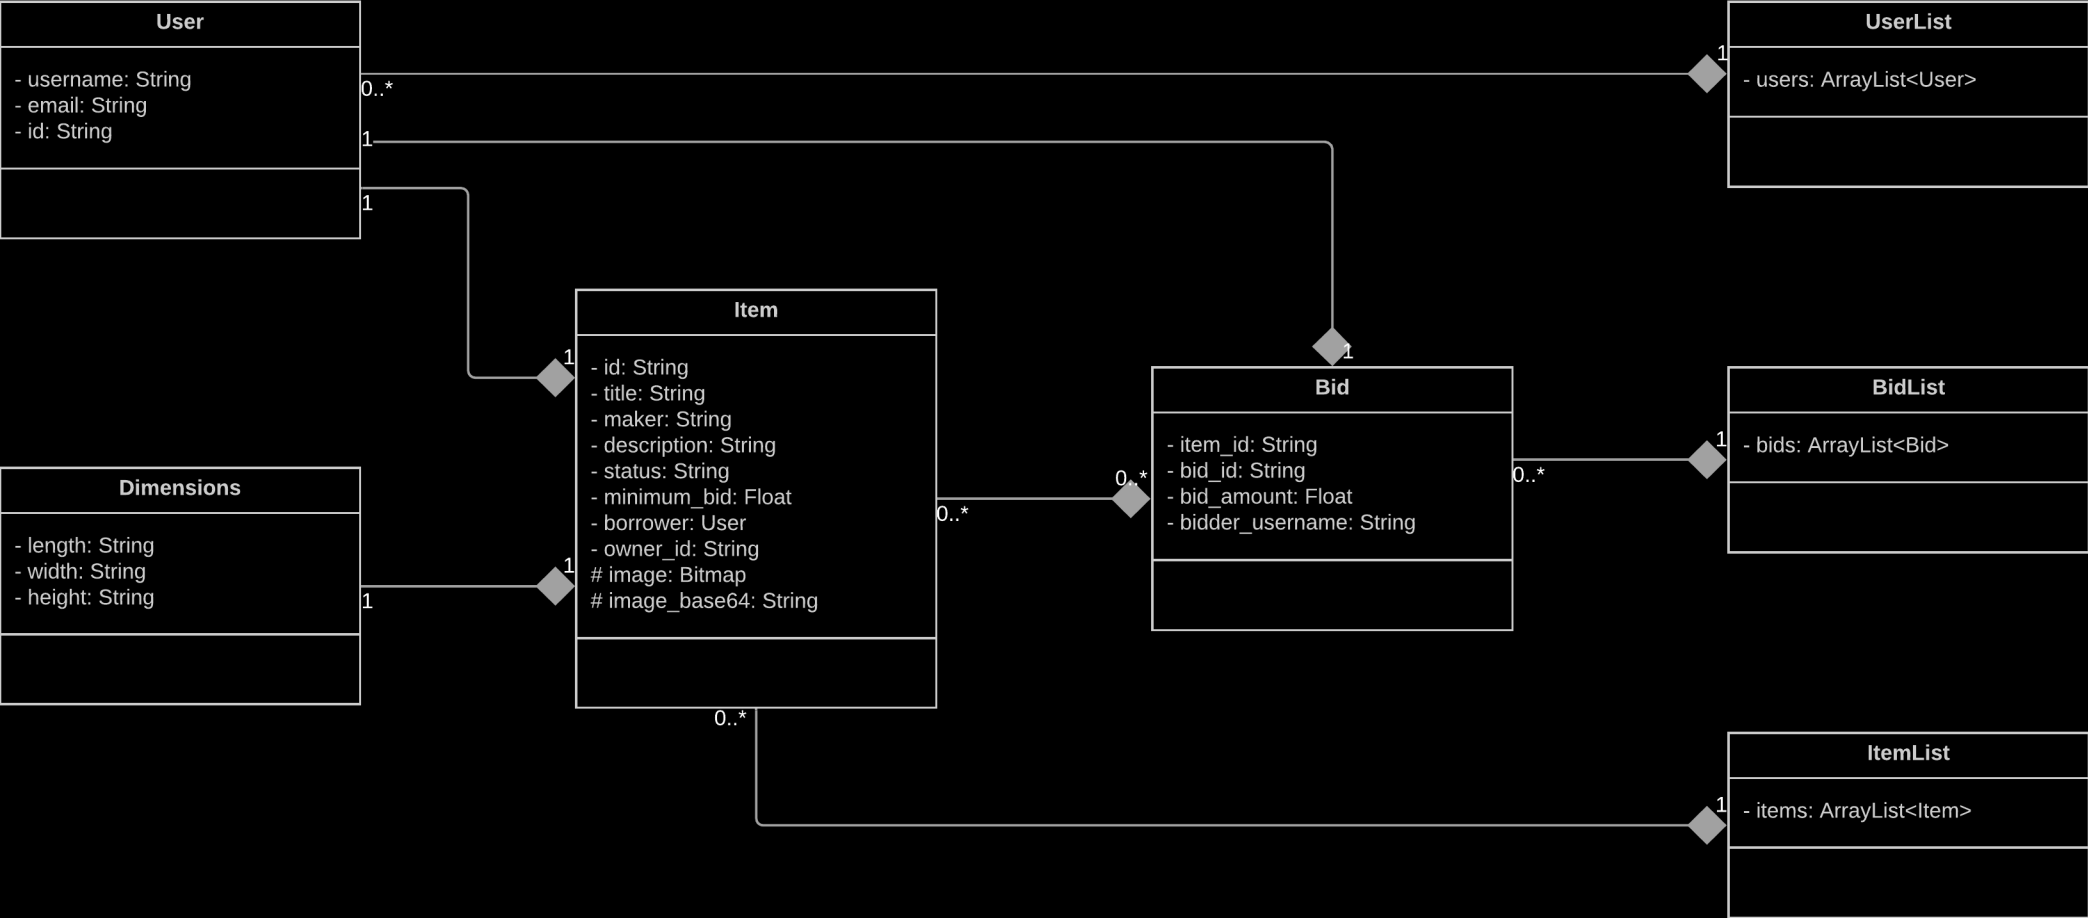 User
- username: String
- email: String
- id: String
0..*
1
1
UserList
1
- users: ArrayList<User>
Item
1
- id: String
- title: String
- maker: String
- description: String
- status: String
- minimum_bid: Float
- borrower: User
- owner_id: String
# image: Bitmap
# image_base64: String
1
0..*
0..*
Dimensions
- length: String
- width: String
- height: String
1
1
Bid
0..*
- item_id: String
- bid_id: String
- bid_amount: Float
- bidder_username: String
0..*
BidList
1
- bids: ArrayList<Bid>
ItemList
1
- items: ArrayList<Item>